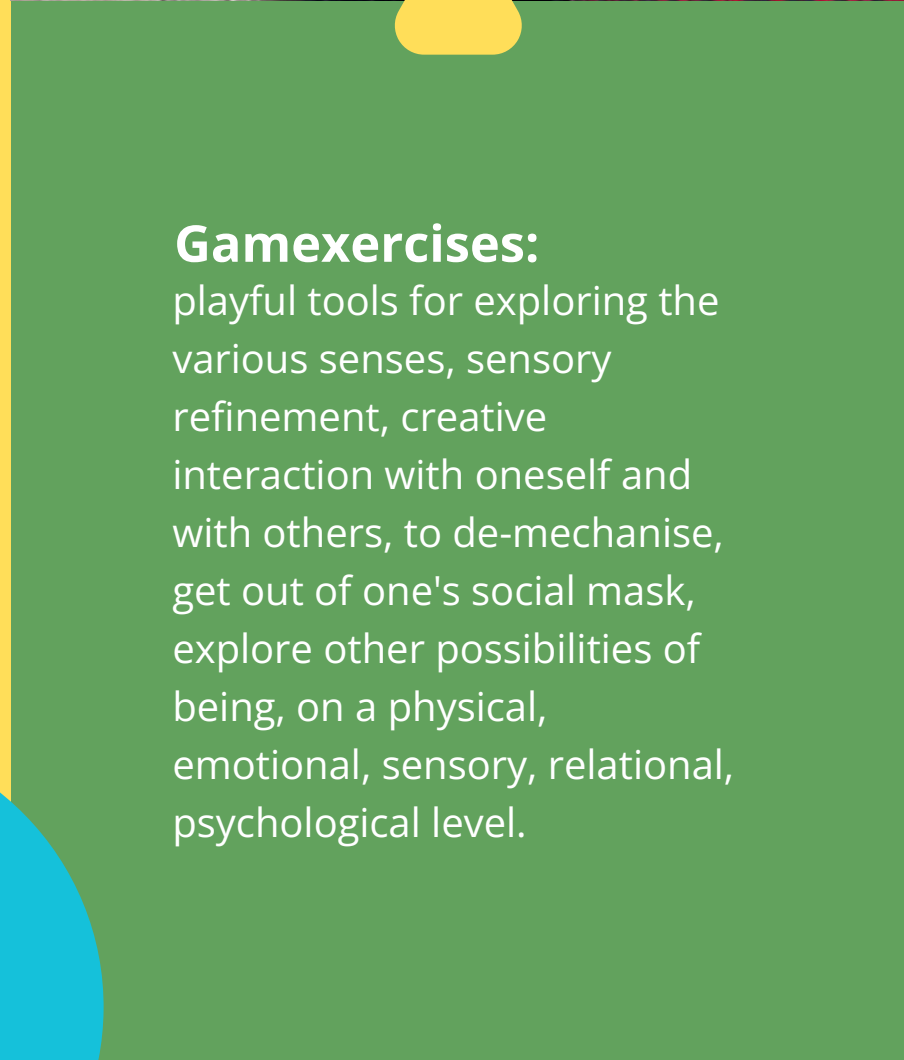 Gamexercises:
playful tools for exploring the
various senses, sensory
refinement, creative
interaction with oneself and
with others, to de-mechanise,
get out of one's social mask,
explore other possibilities of
being, on a physical,
emotional, sensory, relational,
psychological level.